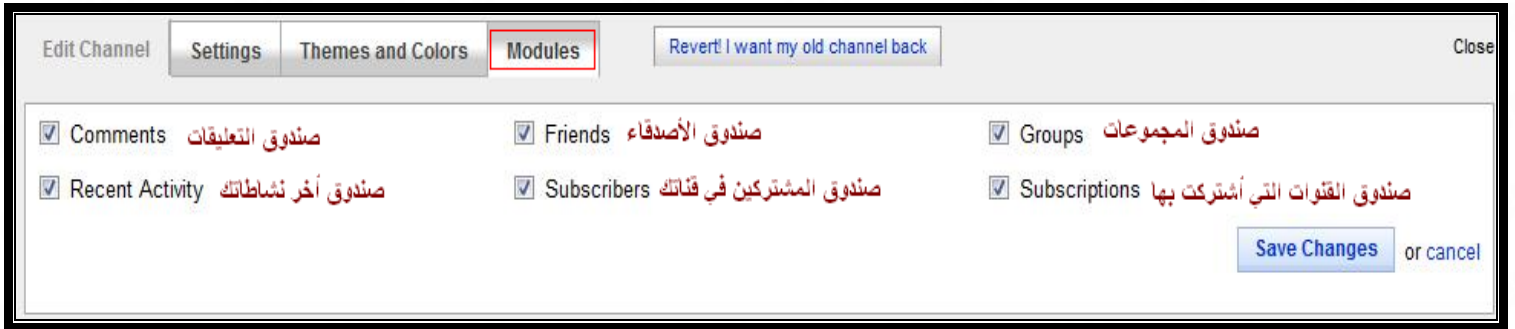 Edit Channel Settings Themes and Colors Modules Revert! I want my old channel back Close
Comments صندوق التعليقات Friends صندوق الأصدقاء Groups صندوق المجموعات
Recent Activity صندوق أخر نشاطاتك Subscribers صندوق المشتركين في قناتك Subscriptions صندوق القنوات التي أشتركت بها
Save Changes or cancel